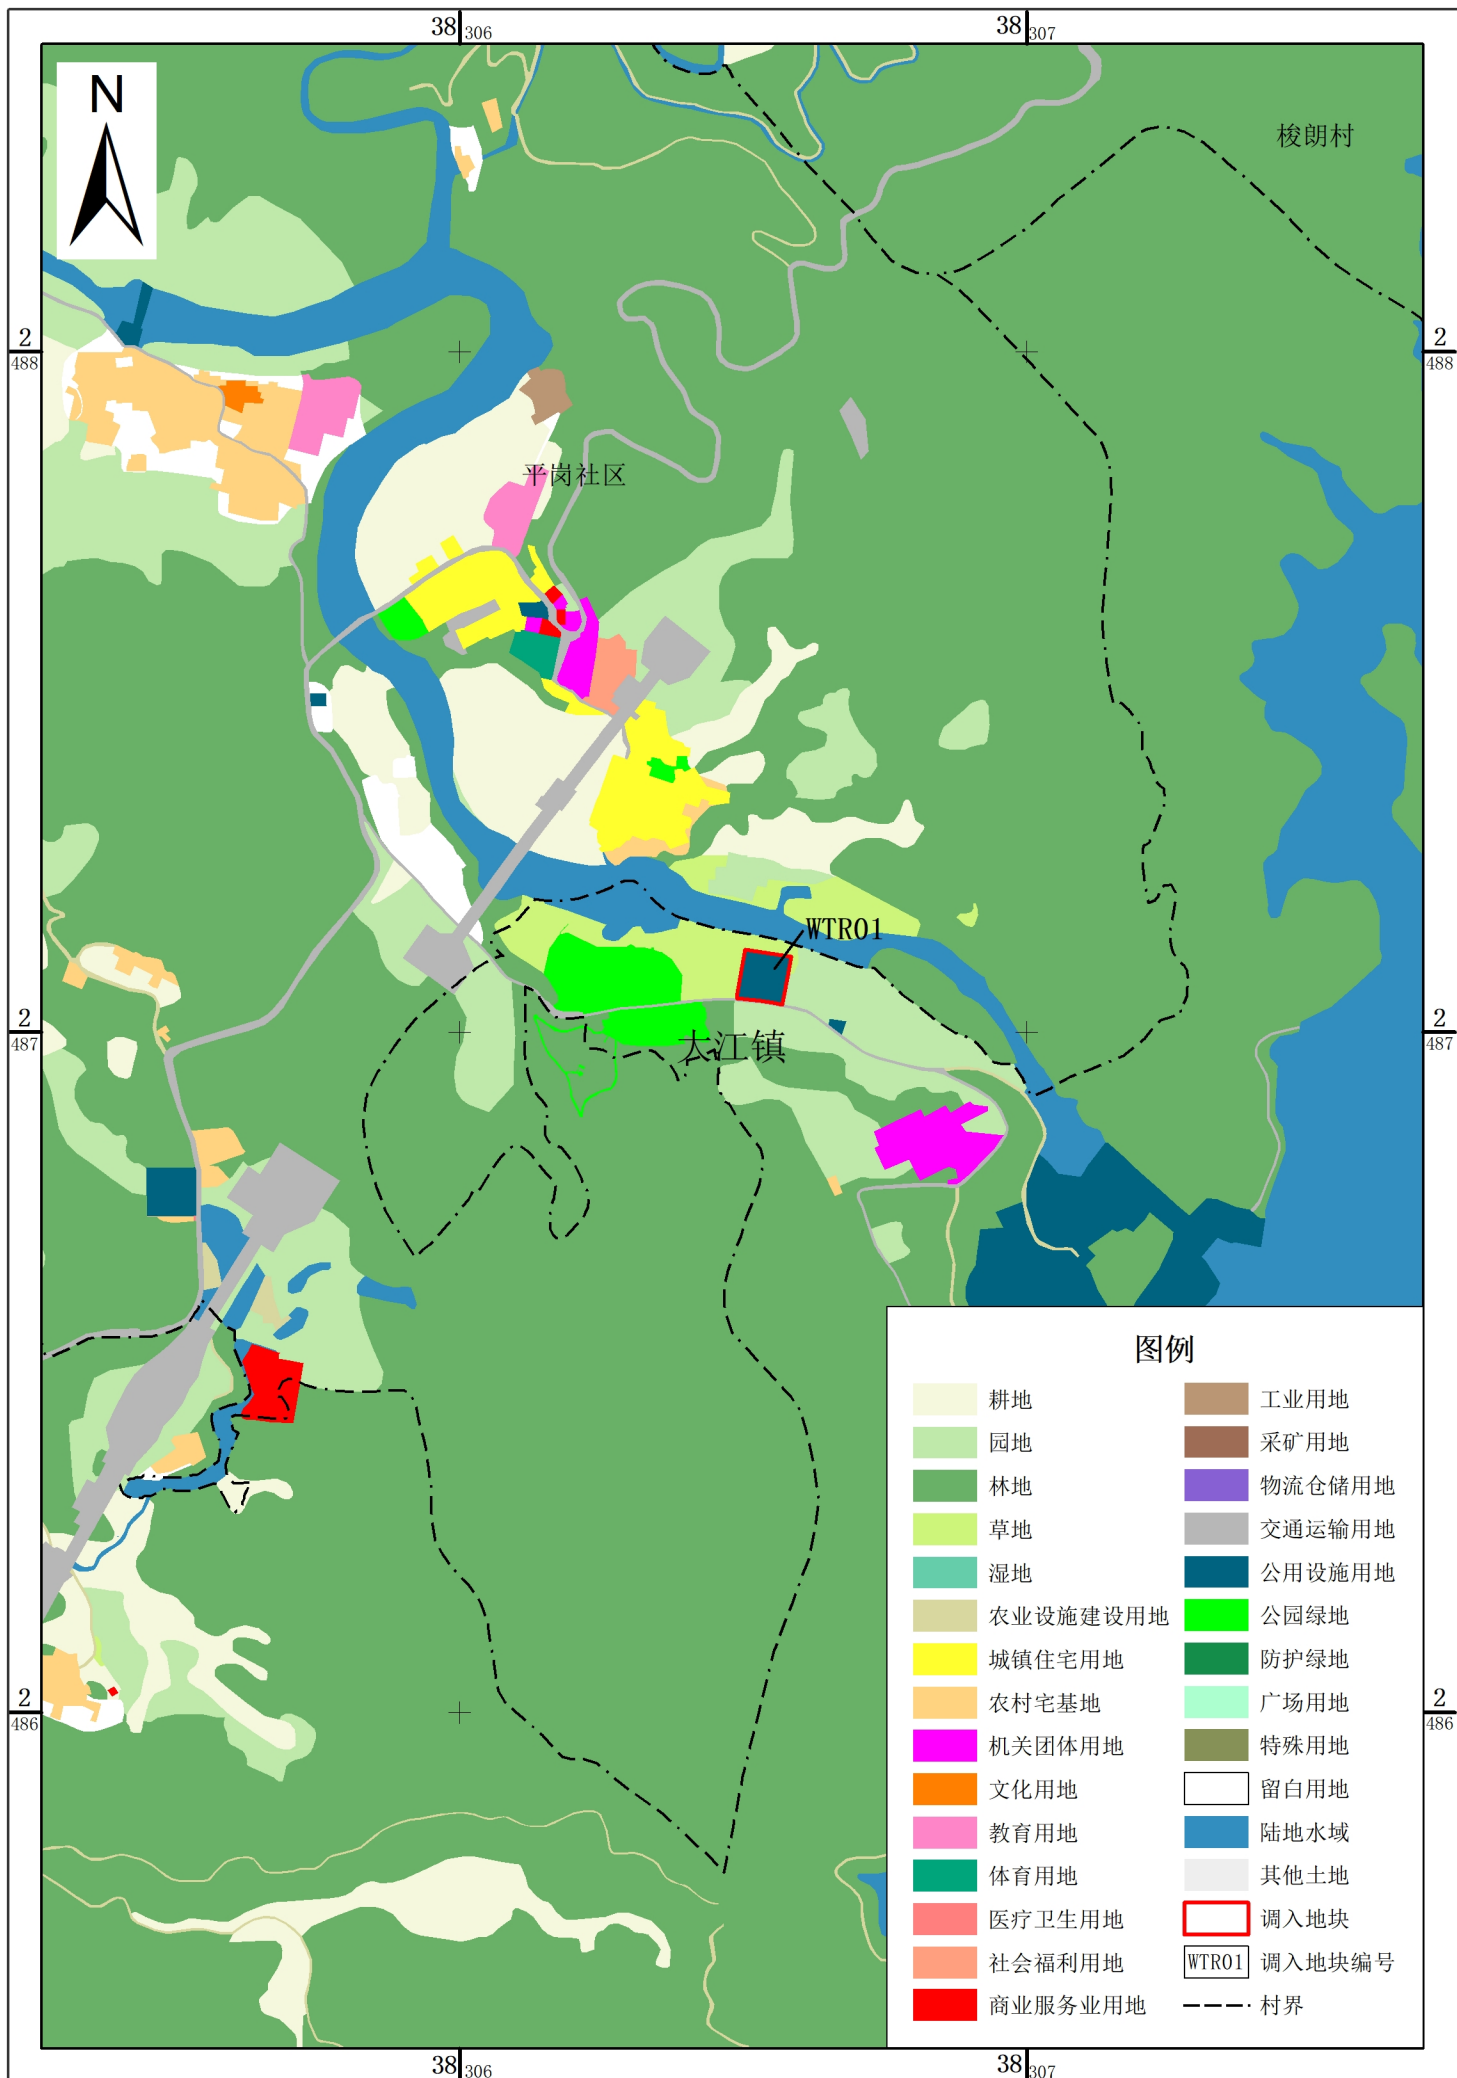 38 306
38 307
N
梭朗村
2 488
2 488
平岗社区
WTR01
2 487
2 487
大江镇
图例
耕地
工业用地
园地
采矿用地
林地
物流仓储用地
草地
交通运输用地
湿地
公用设施用地
农业设施建设用地
公园绿地
城镇住宅用地
防护绿地
农村宅基地
广场用地
机关团体用地
特殊用地
文化用地
留白用地
教育用地
陆地水域
体育用地
其他土地
医疗卫生用地
调入地块
社会福利用地
WTR01 调入地块编号
商业服务业用地
村界
2 486
2 486
38 306
38 307